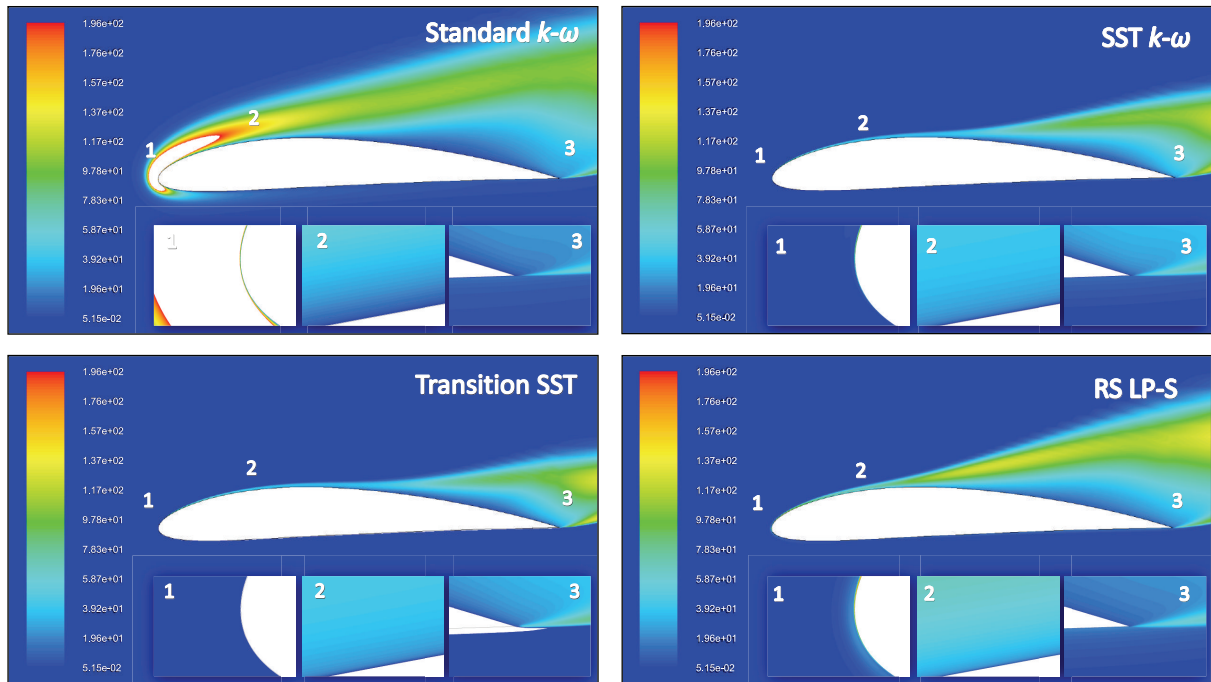 Standard k-ω
1.96e+02
1.76e+02
1.57e+02
1.37e+02
1.17e+02
9.78e+01
7.83e+01
5.87e+01
3.92e+01
1.96e+01
5.15e-02
2
1
3
1
2
3
SST k-ω
1.96e+02
1.76e+02
1.57e+02
1.37e+02
1.17e+02
9.78e+01
7.83e+01
5.87e+01
3.92e+01
1.96e+01
5.15e-02
2
1
3
1
2
3
Transition SST
1.96e+02
1.76e+02
1.57e+02
1.37e+02
1.17e+02
9.78e+01
7.83e+01
5.87e+01
3.92e+01
1.96e+01
5.15e-02
2
1
3
1
2
3
RS LP-S
1.96e+02
1.76e+02
1.57e+02
1.37e+02
1.17e+02
9.78e+01
7.83e+01
5.87e+01
3.92e+01
1.96e+01
5.15e-02
2
1
3
1
2
3